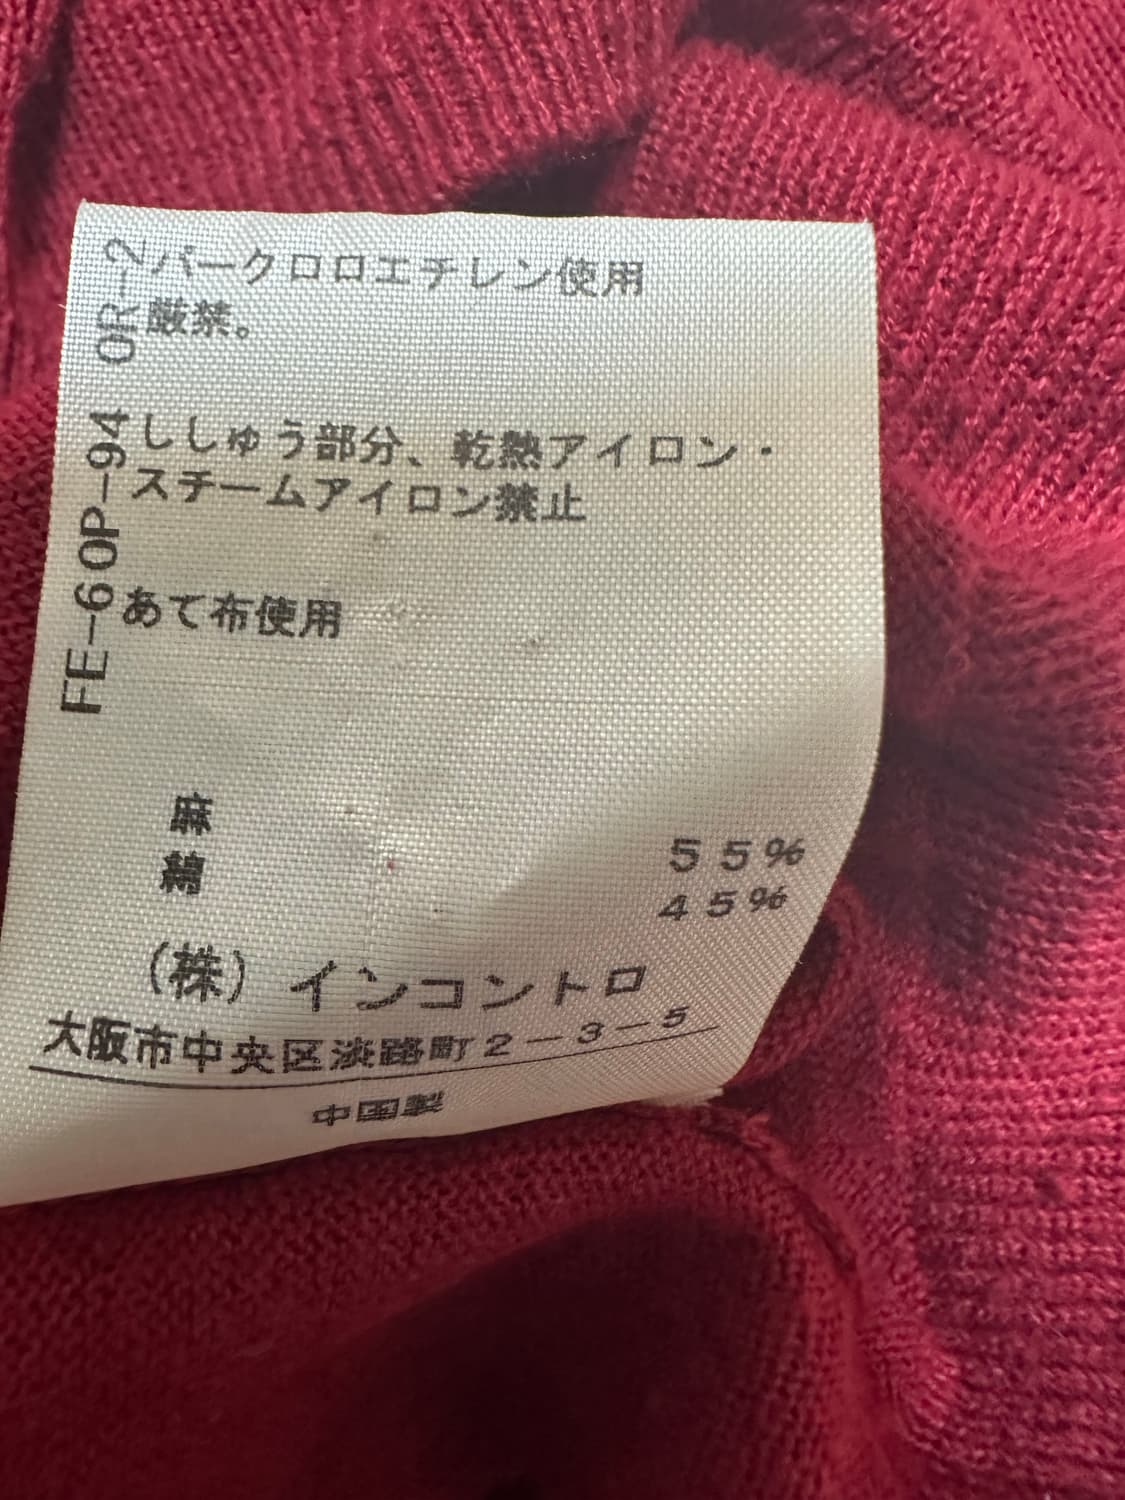 パークロロエチレン使用
厳禁。
ししゅう部分、乾熱アイロン・
スチームアイロン禁止
あて布使用
FE-60P-94 OR-2
麻 55%
綿 45%
(株) インコントロ
大阪市中央区淡路町2-3-5
中国製